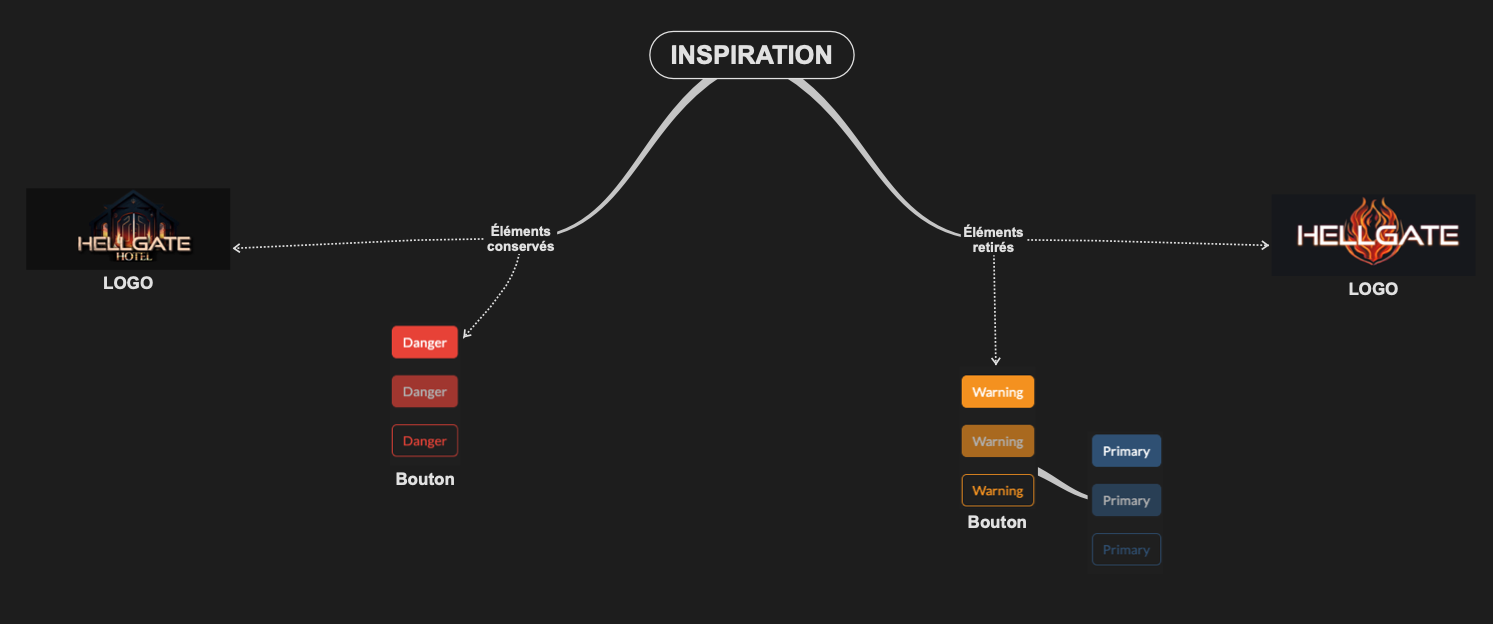 INSPIRATION
Éléments
conservés
HELLGATE
HOTEL
LOGO
Danger
Danger
Danger
Bouton
Éléments
retirés
HELLGATE
LOGO
Warning
Warning
Warning
Bouton
Primary
Primary
Primary